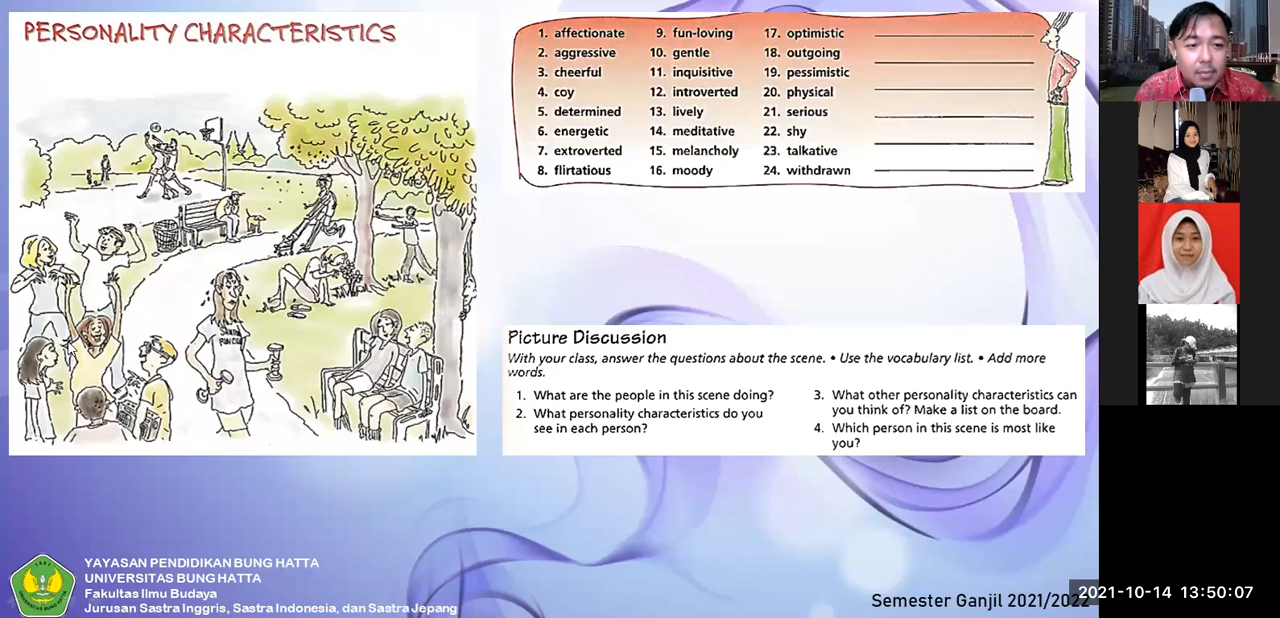 PERSONALITY CHARACTERISTICS
1. affectionate
2. aggressive
3. cheerful
4. coy
5. determined
6. energetic
7. extroverted
8. flirtatious
9. fun-loving
10. gentle
11. inquisitive
12. introverted
13. lively
14. meditative
15. melancholy
16. moody
17. optimistic
18. outgoing
19. pessimistic
20. physical
21. serious
22. shy
23. talkative
24. withdrawn
Picture Discussion
With your class, answer the questions about the scene. • Use the vocabulary list. • Add more
words.
1. What are the people in this scene doing?
2. What personality characteristics do you
see in each person?
3. What other personality characteristics can
you think of? Make a list on the board.
4. Which person in this scene is most like
you?
YAYASAN PENDIDIKAN BUNG HATTA
UNIVERSITAS BUNG HATTA
Fakultas Ilmu Budaya
Jurusan Sastra Inggris, Sastra Indonesia, dan Sastra Jepang
Semester Ganjil 2021/2022
2021-10-14 13:50:07